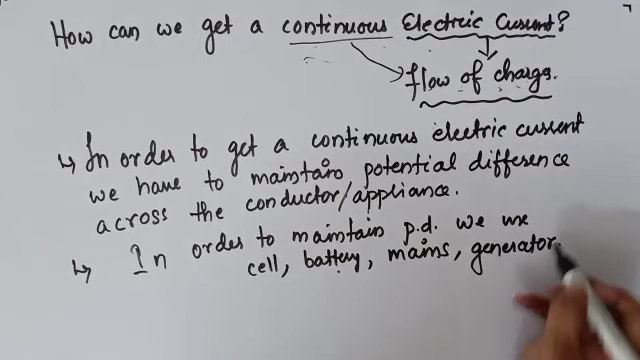 How can we get a continuous Electric Current?
flow of charge.
↳ In order to get a continuous electric current
we have to maintain potential difference
across the conductor/appliance.
↳ In order to maintain p.d. we use
cell, battery, mains, generator.